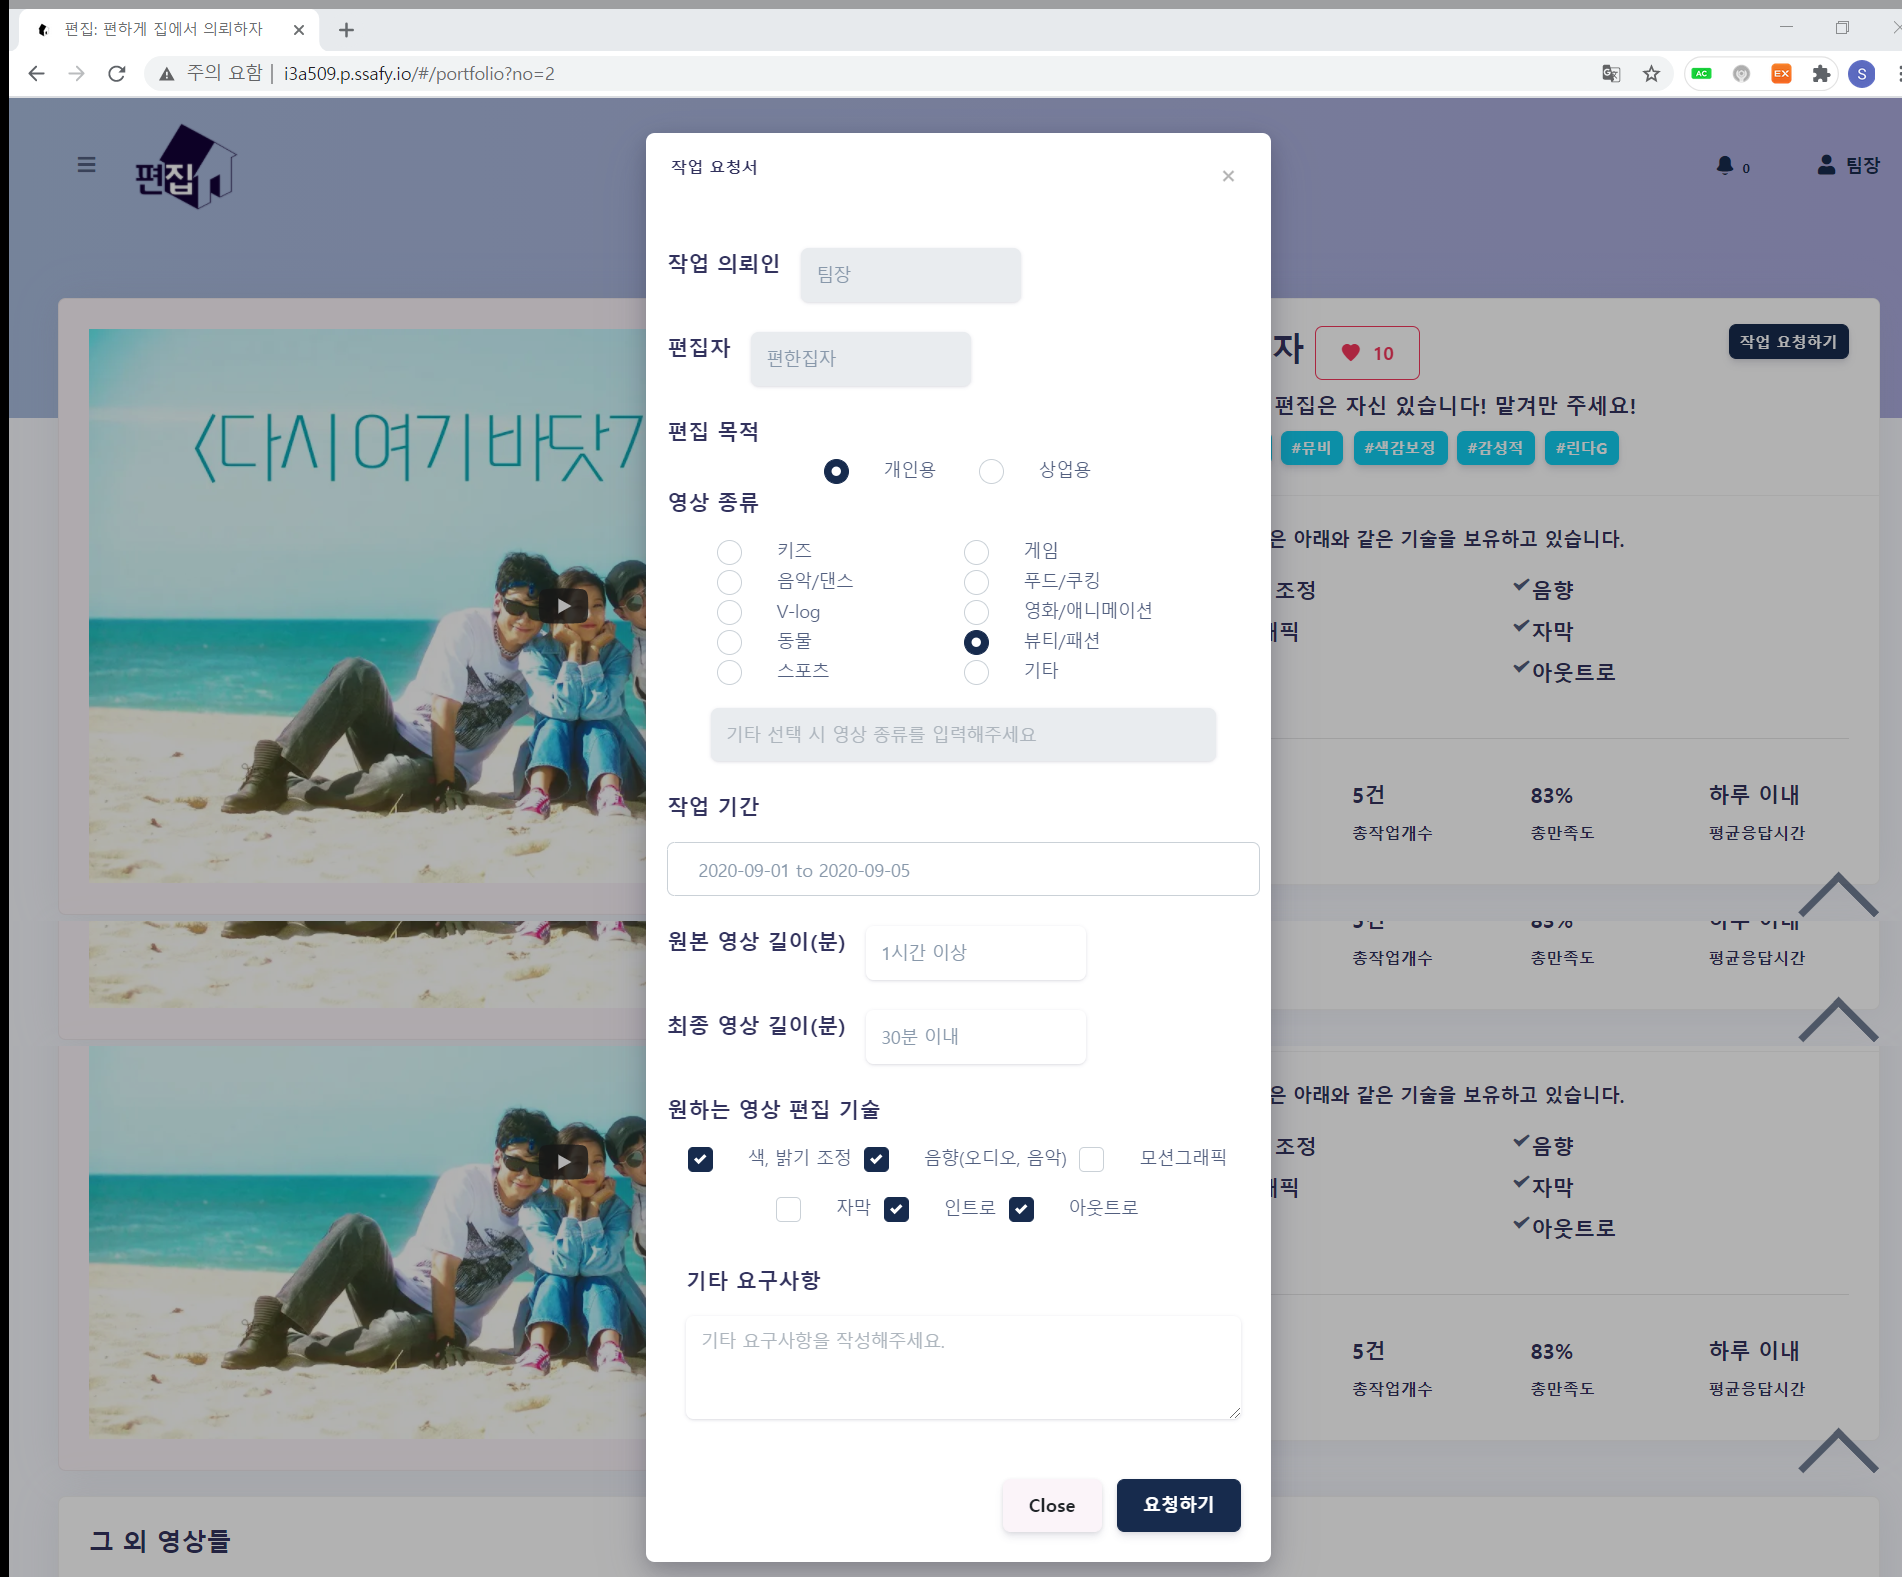 편집: 편하게 집에서 의뢰하자
주의 요함 | i3a509.p.ssafy.io/#/portfolio?no=2
AC
EX
S
편집
0
팀장
작업 요청서
×
작업 의뢰인
팀장
편집자
편한집자
편집 목적
개인용
상업용
영상 종류
키즈
게임
음악/댄스
푸드/쿠킹
V-log
영화/애니메이션
동물
뷰티/패션
스포츠
기타
기타 선택 시 영상 종류를 입력해주세요
작업 기간
2020-09-01 to 2020-09-05
원본 영상 길이(분)
1시간 이상
최종 영상 길이(분)
30분 이내
원하는 영상 편집 기술
색, 밝기 조정
음향(오디오, 음악)
모션그래픽
자막
인트로
아웃트로
기타 요구사항
기타 요구사항을 작성해주세요.
Close
요청하기
<다시 여기 바닷
자
10
작업 요청하기
편집은 자신 있습니다! 맡겨만 주세요!
#뮤비
#색감보정
#감성적
#린다G
은 아래와 같은 기술을 보유하고 있습니다.
조정
음향
픽
자막
아웃트로
5건
83%
하루 이내
총작업개수
총만족도
평균응답시간
총작업개수
총만족도
평균응답시간
은 아래와 같은 기술을 보유하고 있습니다.
조정
음향
픽
자막
아웃트로
5건
83%
하루 이내
총작업개수
총만족도
평균응답시간
그 외 영상들